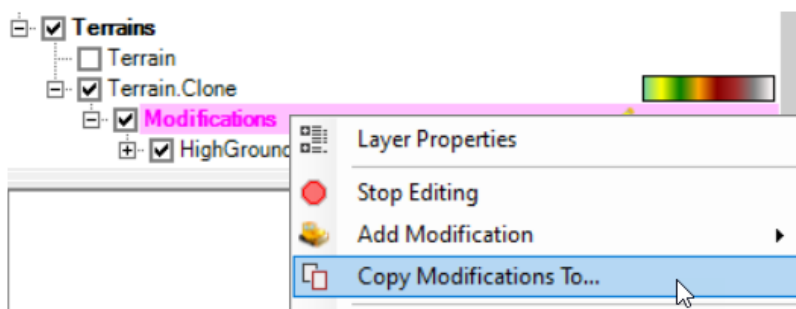 Terrains
Terrain
Terrain.Clone
Modifications
HighGround
Layer Properties
Stop Editing
Add Modification
Copy Modifications To...